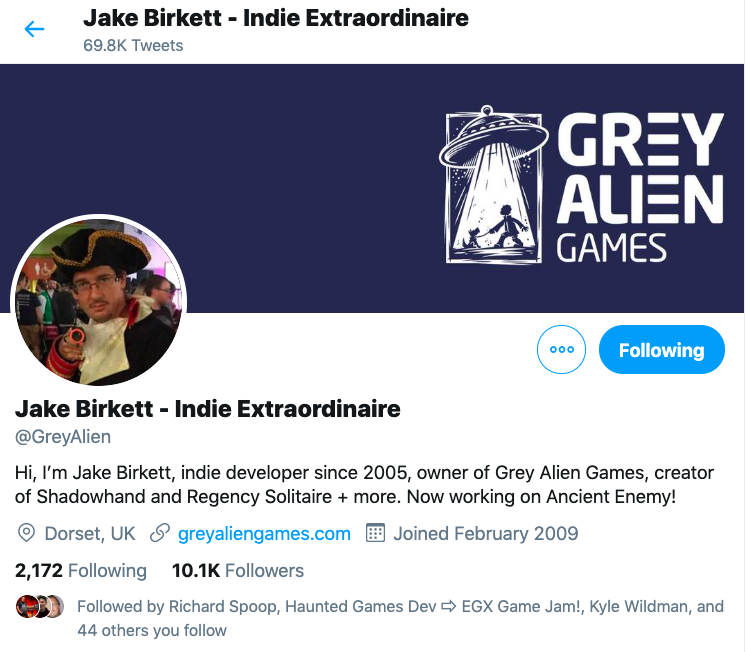 Jake Birkett - Indie Extraordinaire
69.8K Tweets
GREY
ALIEN
GAMES
Following
Jake Birkett - Indie Extraordinaire
@GreyAlien
Hi, I’m Jake Birkett, indie developer since 2005, owner of Grey Alien Games, creator
of Shadowhand and Regency Solitaire + more. Now working on Ancient Enemy!
Dorset, UK greyaliengames.com Joined February 2009
2,172 Following 10.1K Followers
Followed by Richard Spoop, Haunted Games Dev ➩ EGX Game Jam!, Kyle Wildman, and
44 others you follow